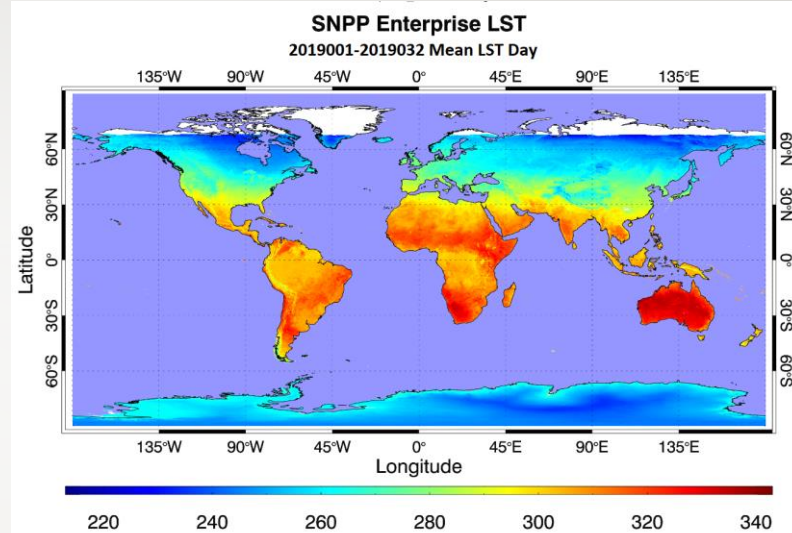 SNPP Enterprise LST
2019001-2019032 Mean LST Day
135°W 90°W 45°W 0° 45°E 90°E 135°E
60°N 60°N
30°N 30°N
0° 0°
30°S 30°S
60°S 60°S
Latitude
135°W 90°W 45°W 0° 45°E 90°E 135°E
Longitude
220 240 260 280 300 320 340